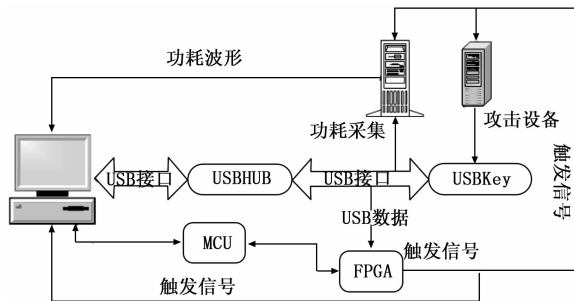 功耗波形
功耗采集
攻击设备
USB接口
USBHUB
USB接口
USBKey
触发信号
USB数据
MCU
FPGA
触发信号
触发信号